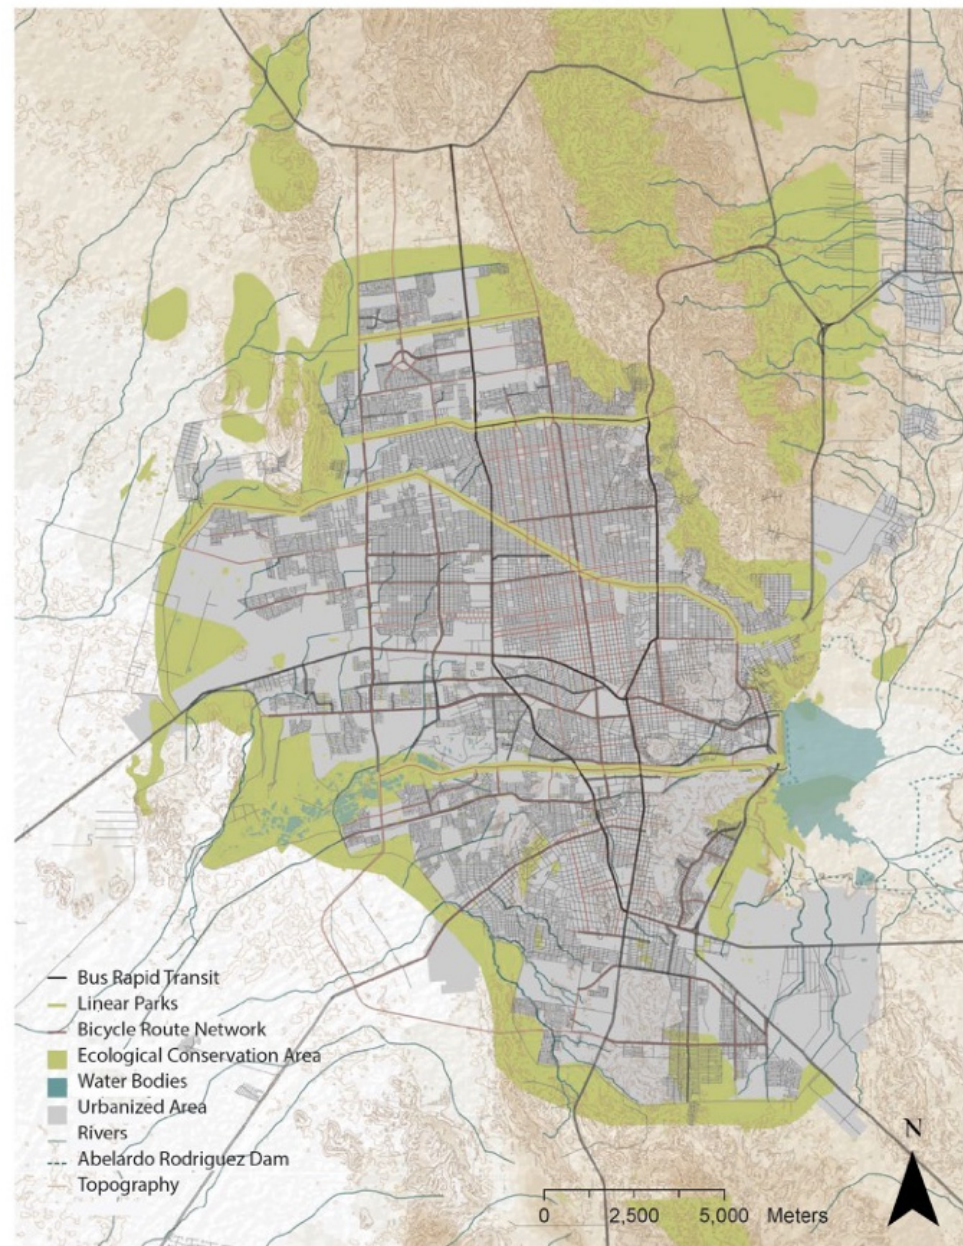 Bus Rapid Transit
Linear Parks
Bicycle Route Network
Ecological Conservation Area
Water Bodies
Urbanized Area
Rivers
Abelardo Rodriguez Dam
Topography
N
0 2,500 5,000 Meters